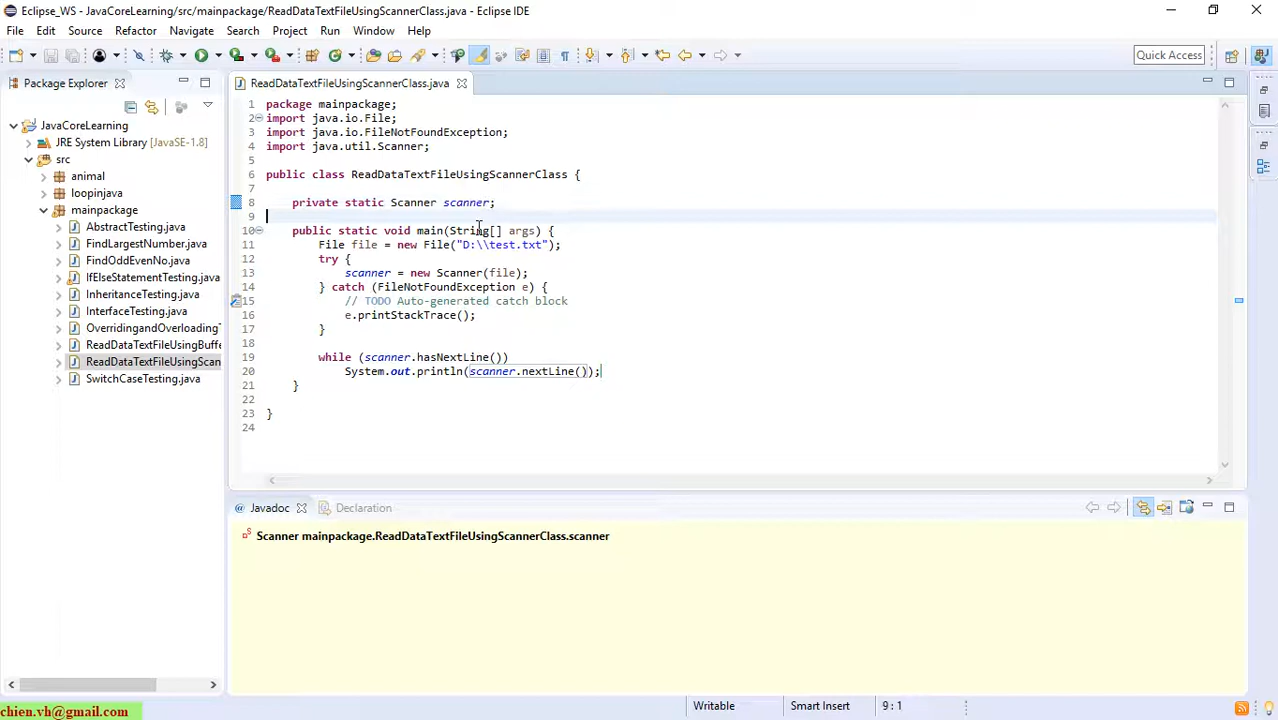 Eclipse_WS - JavaCoreLearning/src/mainpackage/ReadDataTextFileUsingScannerClass.java - Eclipse IDE
File Edit Source Refactor Navigate Search Project Run Window Help
Quick Access
Package Explorer
JavaCoreLearning
JRE System Library [JavaSE-1.8]
src
animal
loopinjava
mainpackage
AbstractTesting.java
FindLargestNumber.java
FindOddEvenNo.java
IfElseStatementTesting.java
InheritanceTesting.java
InterfaceTesting.java
OverridingandOverloading
ReadDataTextFileUsingBuffe
ReadDataTextFileUsingScan
SwitchCaseTesting.java
ReadDataTextFileUsingScannerClass.java
1 package mainpackage;
2 import java.io.File;
3 import java.io.FileNotFoundException;
4 import java.util.Scanner;
5
6 public class ReadDataTextFileUsingScannerClass {
7
8 private static Scanner scanner;
9
10 public static void main(String[] args) {
11 File file = new File("D:\\test.txt");
12 try {
13 scanner = new Scanner(file);
14 } catch (FileNotFoundException e) {
15 // TODO Auto-generated catch block
16 e.printStackTrace();
17 }
18
19 while (scanner.hasNextLine())
20 System.out.println(scanner.nextLine());
21 }
22
23 }
24
@ Javadoc Declaration
Scanner mainpackage.ReadDataTextFileUsingScannerClass.scanner
Writable Smart Insert 9 : 1
chien.vh@gmail.com